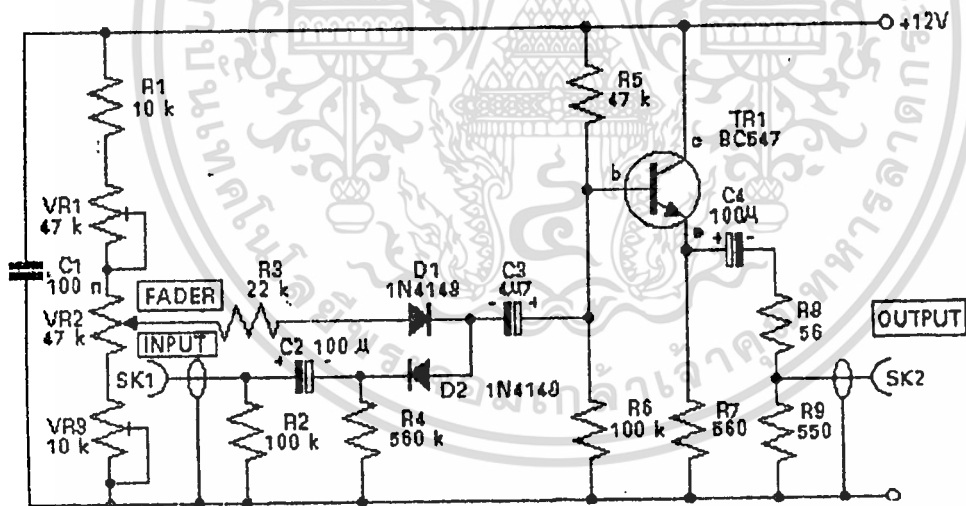 +12V
R1
10 k
R5
47 k
TR1
BC547
c
b
e
C4
100µ
+ -
VR1
47 k
C1
100 n
R3
22 k
D1
1N4148
C3
4µ7
- +
FADER
VR2
47 k
INPUT
C2 100 µ
+ -
R8
56
OUTPUT
SK1
D2
1N4148
SK2
VR3
10 k
R2
100 k
R4
560 k
R6
100 k
R7
560
R9
550